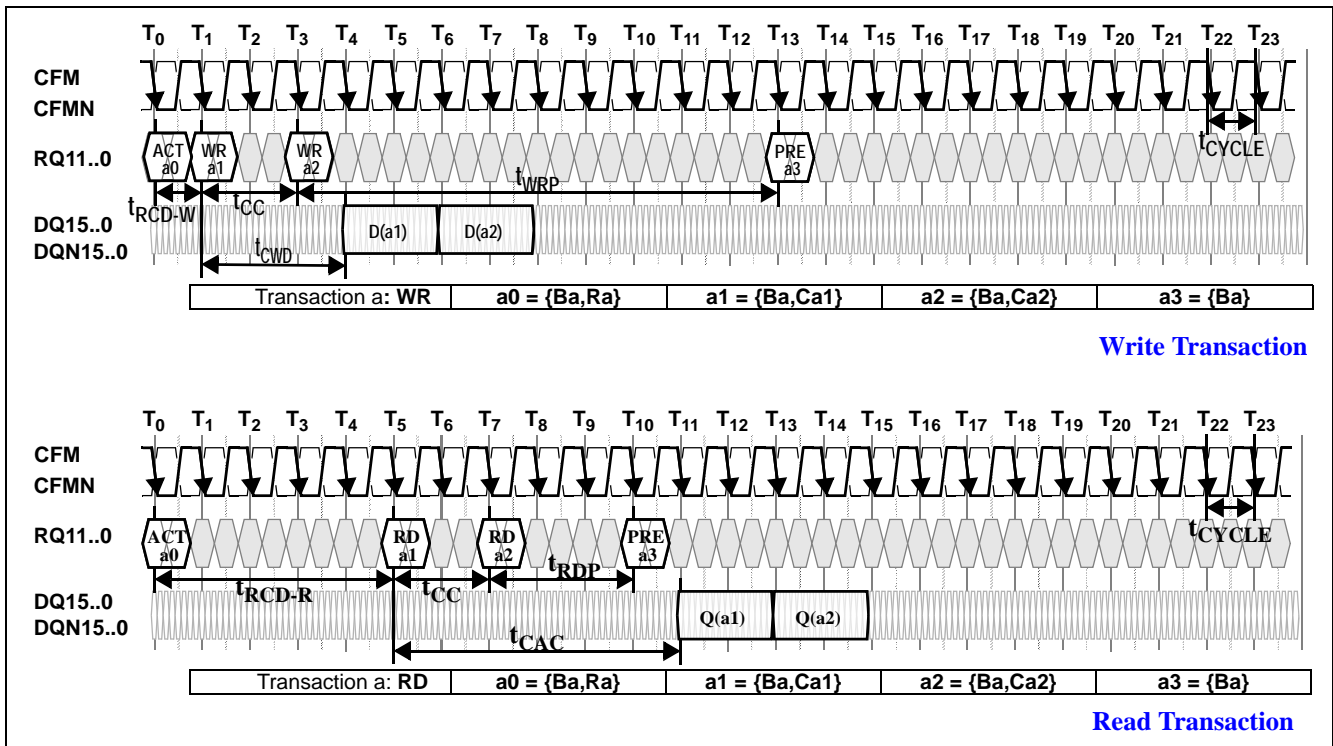 T0 T1 T2 T3 T4 T5 T6 T7 T8 T9 T10 T11 T12 T13 T14 T15 T16 T17 T18 T19 T20 T21 T22 T23
CFM
CFMN
RQ11..0
ACT a0
WR a1
WR a2
PRE a3
tCYCLE
tRCD-W
tCC
tWRP
DQ15..0
DQN15..0
D(a1)
D(a2)
tCWD
Transaction a: WR a0 = {Ba,Ra} a1 = {Ba,Ca1} a2 = {Ba,Ca2} a3 = {Ba}
Write Transaction
T0 T1 T2 T3 T4 T5 T6 T7 T8 T9 T10 T11 T12 T13 T14 T15 T16 T17 T18 T19 T20 T21 T22 T23
CFM
CFMN
RQ11..0
ACT a0
RD a1
RD a2
PRE a3
tCYCLE
tRCD-R
tCC
tRDP
DQ15..0
DQN15..0
Q(a1)
Q(a2)
tCAC
Transaction a: RD a0 = {Ba,Ra} a1 = {Ba,Ca1} a2 = {Ba,Ca2} a3 = {Ba}
Read Transaction